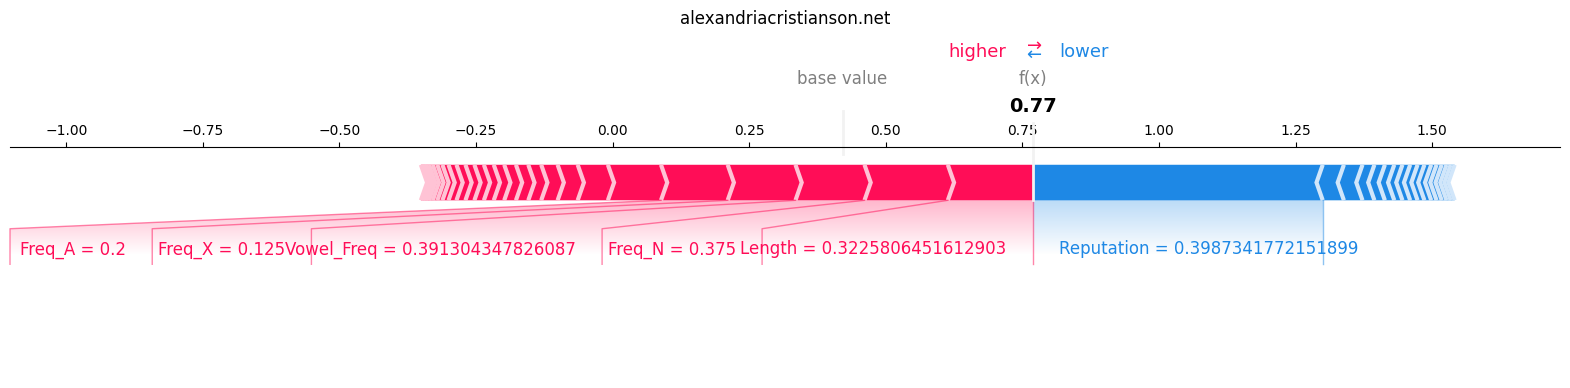 alexandriacristianson.net
higher ⇄ lower
base value f(x)
0.77
−1.00 −0.75 −0.50 −0.25 0.00 0.25 0.50 0.75 1.00 1.25 1.50
Freq_A = 0.2 Freq_X = 0.125 Vowel_Freq = 0.391304347826087 Freq_N = 0.375 Length = 0.3225806451612903 Reputation = 0.3987341772151899